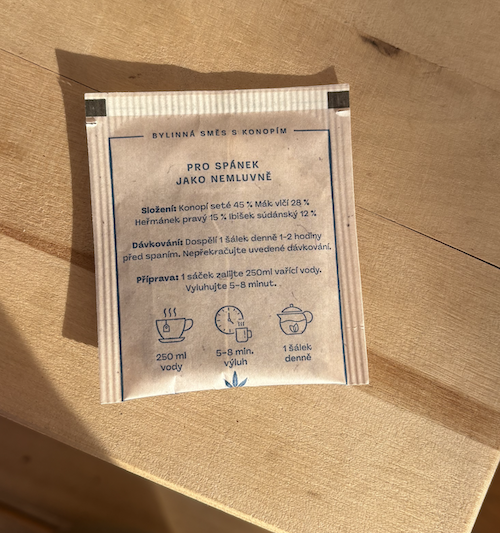 BYLINNÁ SMĚS S KONOPÍM
PRO SPÁNEK
JAKO NEMLUVNĚ
Složení: Konopí seté 45 % Mák vlčí 28 %
Heřmánek pravý 15 % Ibišek súdánský 12 %
Dávkování: Dospělí 1 šálek denně 1-2 hodiny
před spaním. Nepřekračujte uvedené dávkování.
Příprava: 1 sáček zalijte 250ml vařící vody.
Vyluhujte 5-8 minut.
250 ml
vody
5-8 min.
výluh
1 šálek
denně